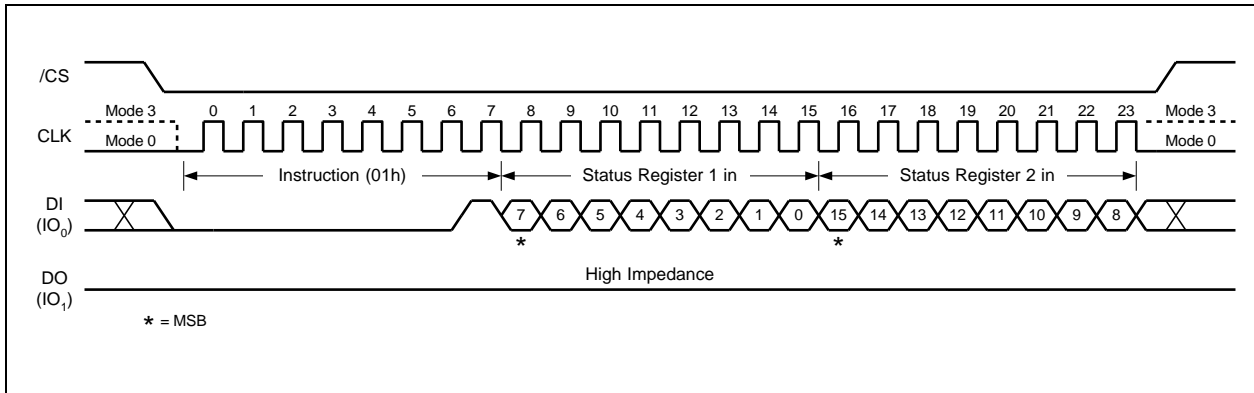 /CS
Mode 3 0 1 2 3 4 5 6 7 8 9 10 11 12 13 14 15 16 17 18 19 20 21 22 23 Mode 3
CLK
Mode 0 Mode 0
Instruction (01h) Status Register 1 in Status Register 2 in
DI
(IO0)
7 6 5 4 3 2 1 0 15 14 13 12 11 10 9 8
* *
High Impedance
DO
(IO1)
* = MSB